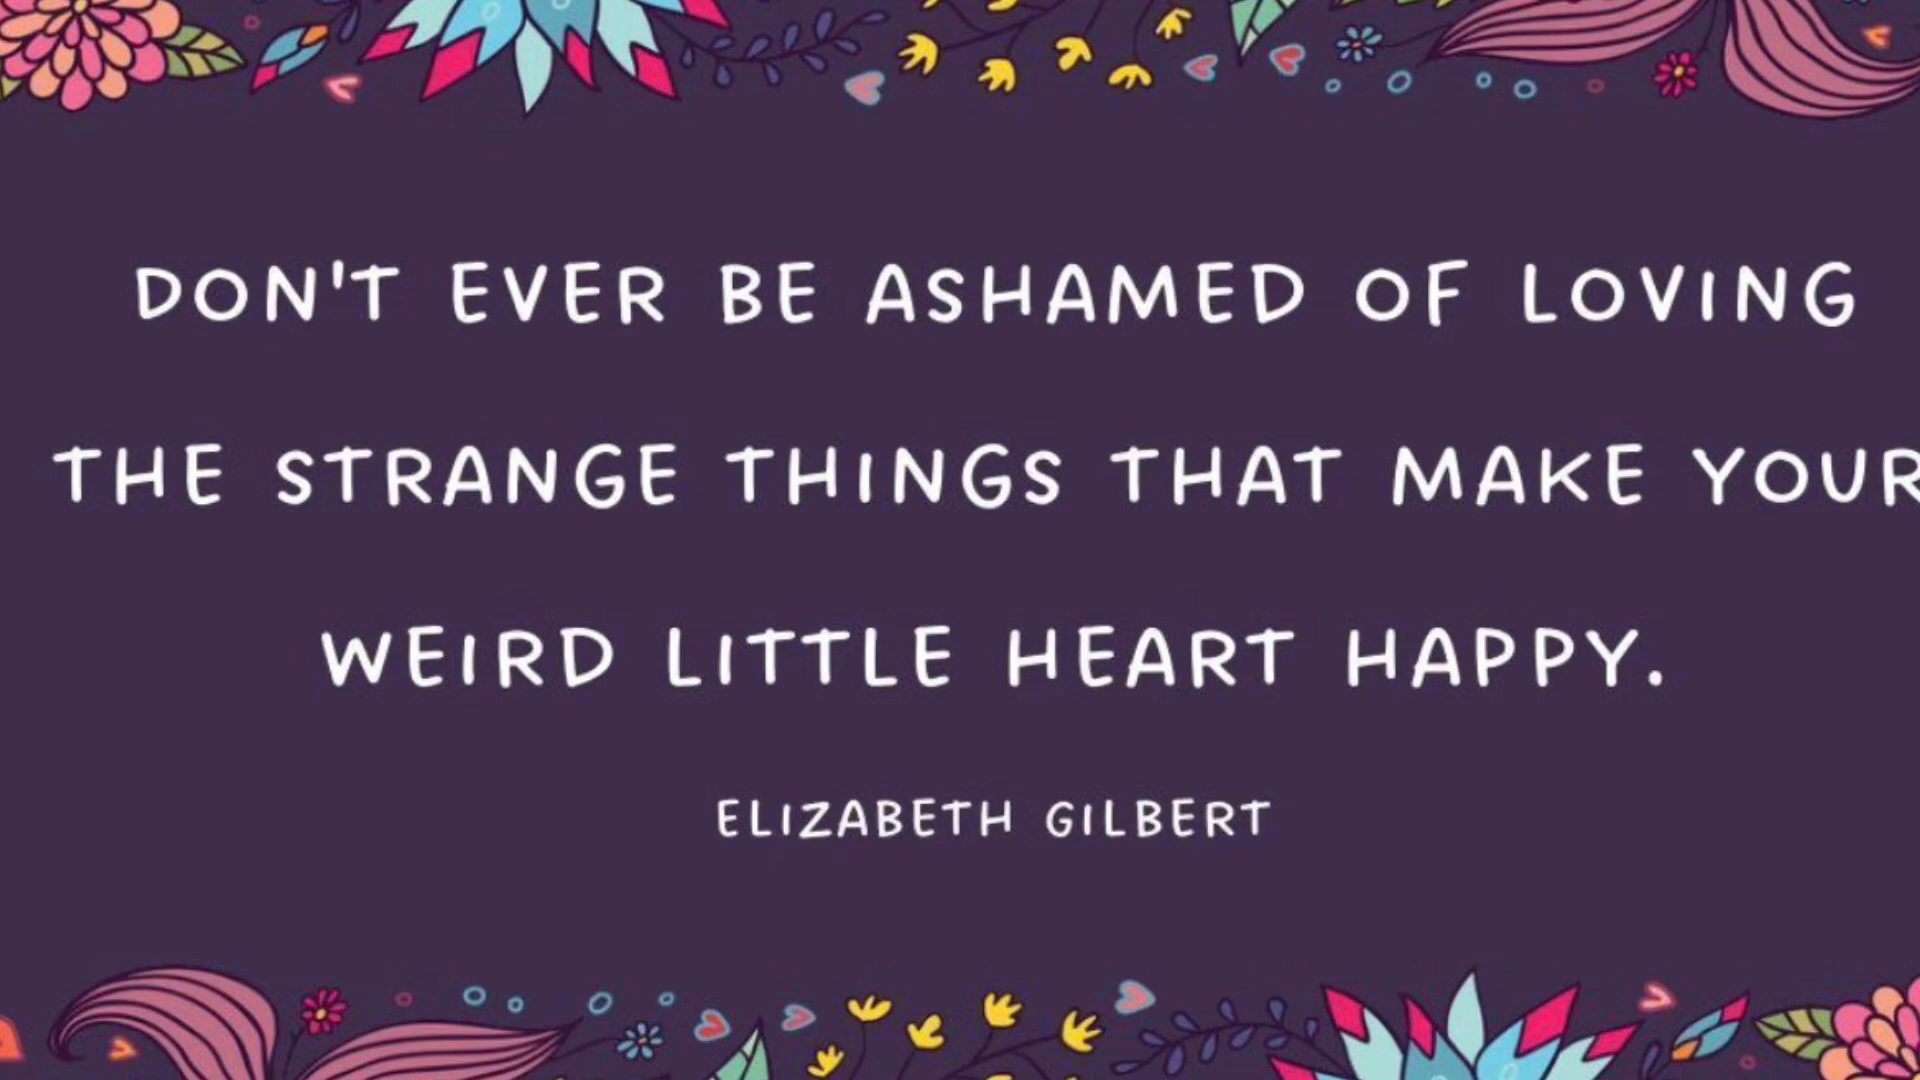 DON'T EVER BE ASHAMED OF LOVING
THE STRANGE THINGS THAT MAKE YOUR
WEIRD LITTLE HEART HAPPY.
ELIZABETH GILBERT